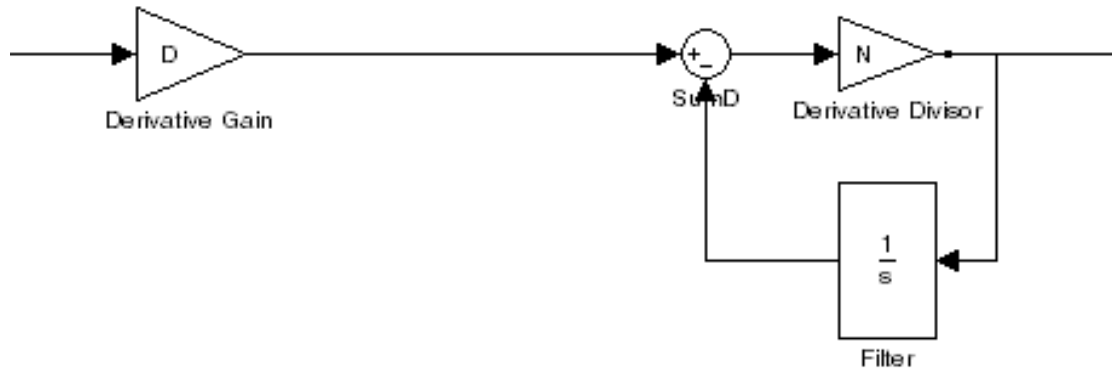 D
Derivative Gain
+
−
SumD
N
Derivative Divisor
1
s
Filter